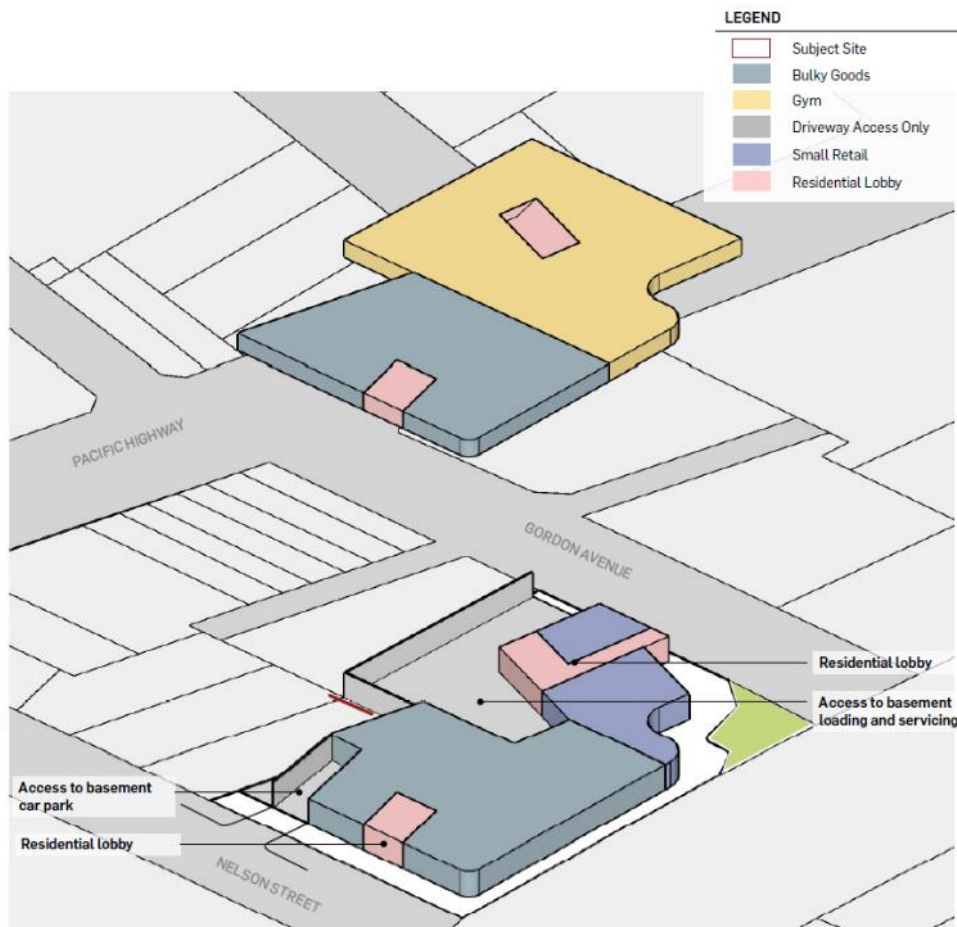 LEGEND
Subject Site
Bulky Goods
Gym
Driveway Access Only
Small Retail
Residential Lobby
PACIFIC HIGHWAY
GORDON AVENUE
Residential lobby
Access to basement
loading and servicing
Access to basement
car park
Residential lobby
NELSON STREET